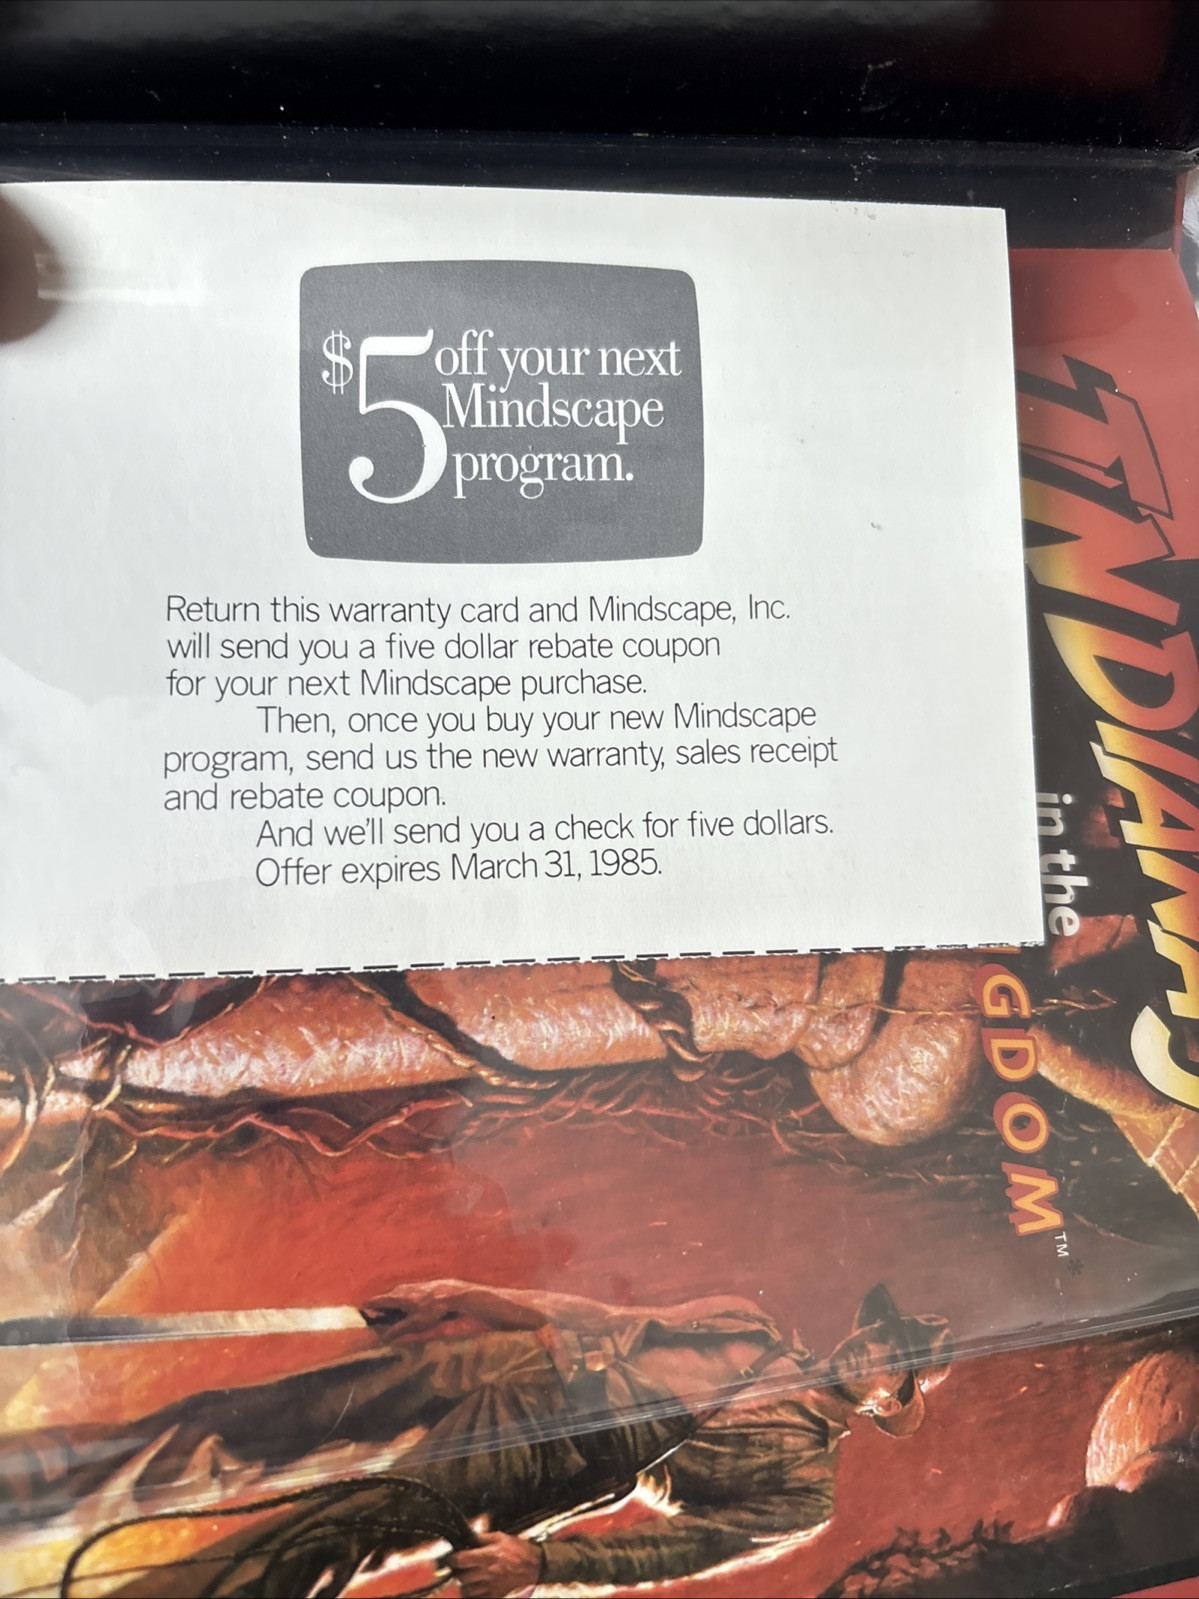 $5 off your next
Mindscape
program.
Return this warranty card and Mindscape, Inc.
will send you a five dollar rebate coupon
for your next Mindscape purchase.
Then, once you buy your new Mindscape
program, send us the new warranty, sales receipt
and rebate coupon.
And we'll send you a check for five dollars.
Offer expires March 31, 1985.
INDIANA J
in the
GDOM™*